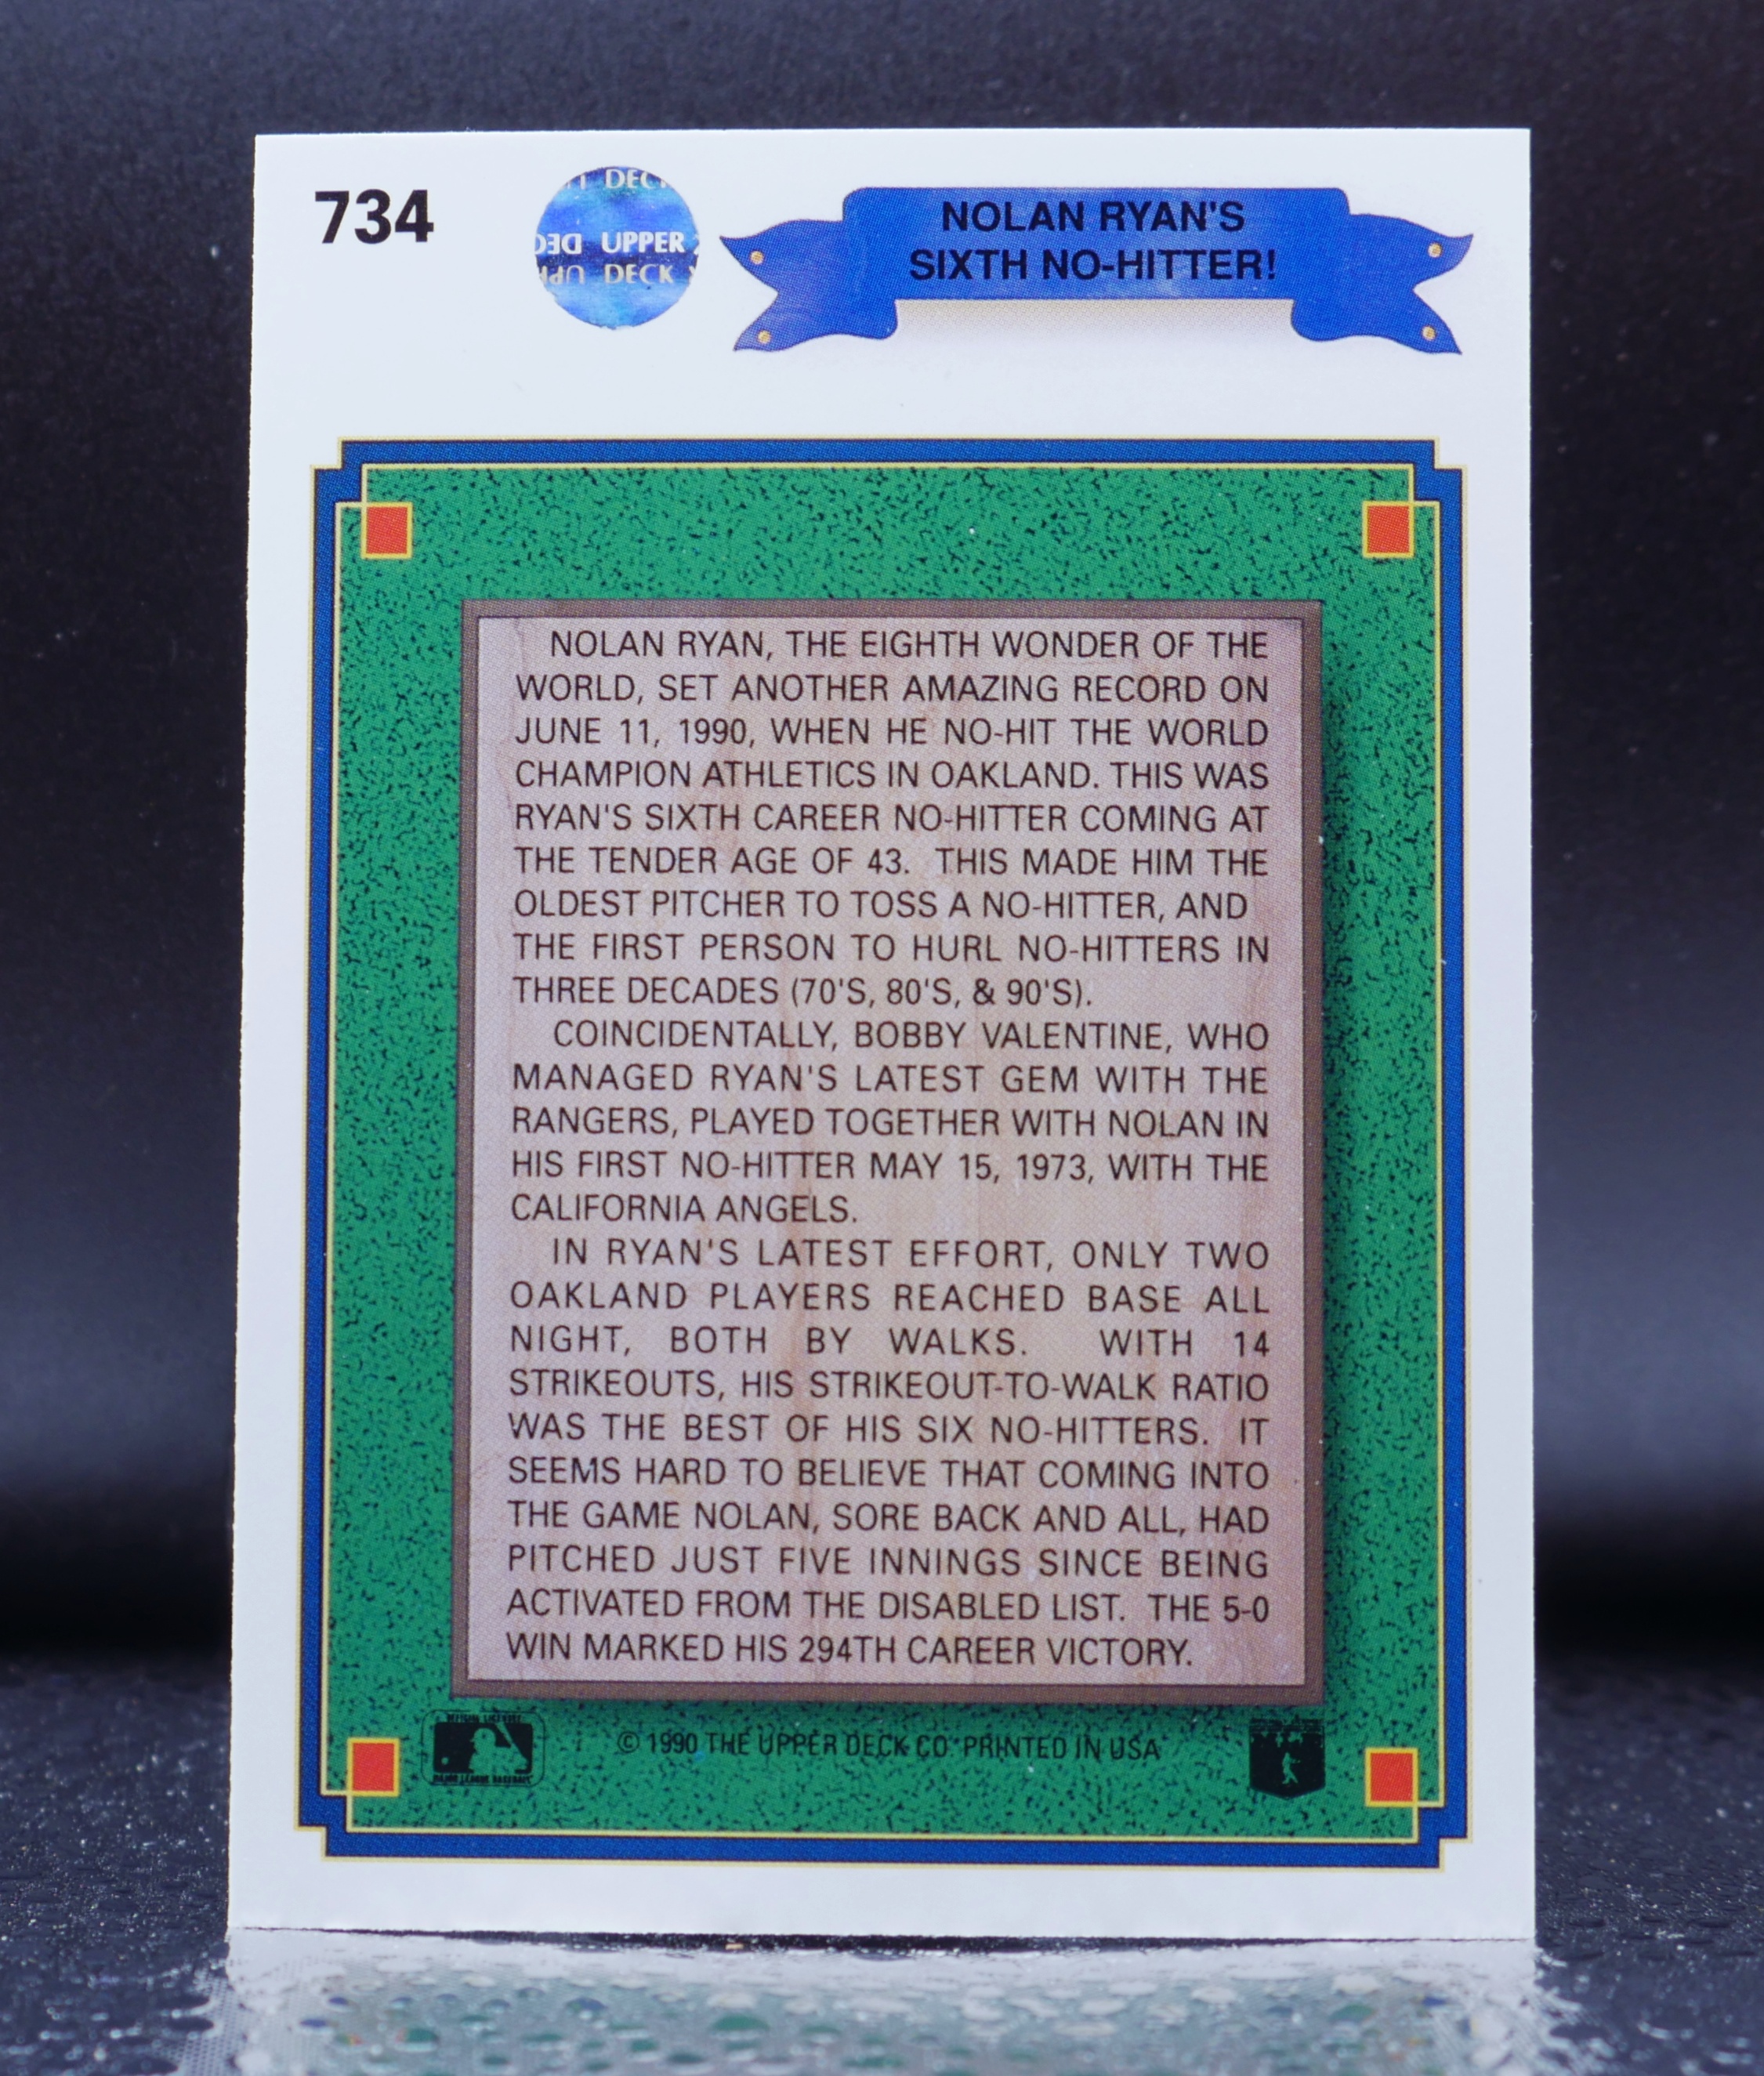 734
DECK
UPPER
DECK
NOLAN RYAN'S
SIXTH NO-HITTER!
NOLAN RYAN, THE EIGHTH WONDER OF THE
WORLD, SET ANOTHER AMAZING RECORD ON
JUNE 11, 1990, WHEN HE NO-HIT THE WORLD
CHAMPION ATHLETICS IN OAKLAND. THIS WAS
RYAN'S SIXTH CAREER NO-HITTER COMING AT
THE TENDER AGE OF 43. THIS MADE HIM THE
OLDEST PITCHER TO TOSS A NO-HITTER, AND
THE FIRST PERSON TO HURL NO-HITTERS IN
THREE DECADES (70'S, 80'S, & 90'S).
COINCIDENTALLY, BOBBY VALENTINE, WHO
MANAGED RYAN'S LATEST GEM WITH THE
RANGERS, PLAYED TOGETHER WITH NOLAN IN
HIS FIRST NO-HITTER MAY 15, 1973, WITH THE
CALIFORNIA ANGELS.
IN RYAN'S LATEST EFFORT, ONLY TWO
OAKLAND PLAYERS REACHED BASE ALL
NIGHT, BOTH BY WALKS. WITH 14
STRIKEOUTS, HIS STRIKEOUT-TO-WALK RATIO
WAS THE BEST OF HIS SIX NO-HITTERS. IT
SEEMS HARD TO BELIEVE THAT COMING INTO
THE GAME NOLAN, SORE BACK AND ALL, HAD
PITCHED JUST FIVE INNINGS SINCE BEING
ACTIVATED FROM THE DISABLED LIST. THE 5-0
WIN MARKED HIS 294TH CAREER VICTORY.
© 1990 THE UPPER DECK CO. PRINTED IN USA
MAJOR LEAGUE BASEBALL